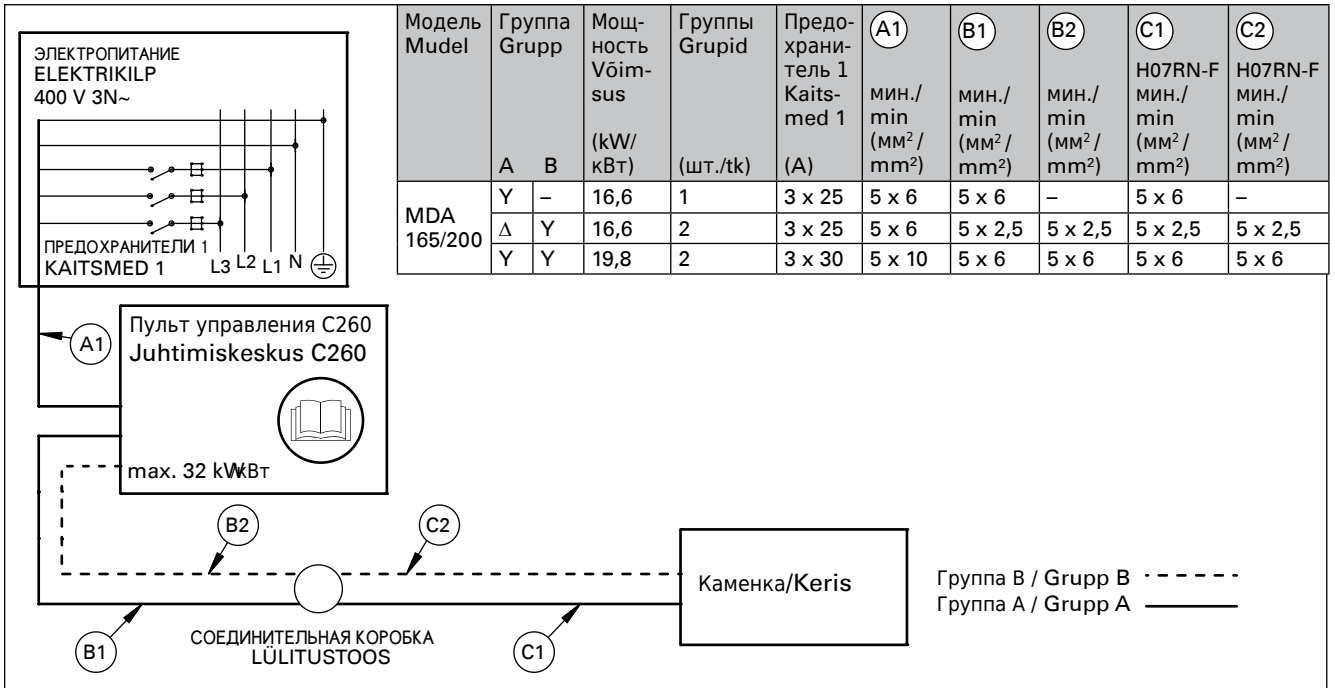 ЭЛЕКТРОПИТАНИЕ
ELEKTRIKILP
400 V 3N~
ПРЕДОХРАНИТЕЛИ 1
KAITSMED 1
L3 L2 L1 N
Модель Mudel | Группа Grupp A B | Мощ-ность Võim-sus (kW/кВт) | Группы Grupid (шт./tk) | Предо-храни-тель 1 Kaits-med 1 (A) | A1 мин./min (мм²/mm²) | B1 мин./min (мм²/mm²) | B2 мин./min (мм²/mm²) | C1 H07RN-F мин./min (мм²/mm²) | C2 H07RN-F мин./min (мм²/mm²)
MDA 165/200
Y | – | 16,6 | 1 | 3 x 25 | 5 x 6 | 5 x 6 | – | 5 x 6 | –
Δ | Y | 16,6 | 2 | 3 x 25 | 5 x 6 | 5 x 2,5 | 5 x 2,5 | 5 x 2,5 | 5 x 2,5
Y | Y | 19,8 | 2 | 3 x 30 | 5 x 10 | 5 x 6 | 5 x 6 | 5 x 6 | 5 x 6
A1
Пульт управления C260
Juhtimiskeskus C260
max. 32 kW/кВт
B2
C2
Каменка/Keris
Группа B / Grupp B
Группа A / Grupp A
B1
СОЕДИНИТЕЛЬНАЯ КОРОБКА
LÜLITUSTOOS
C1